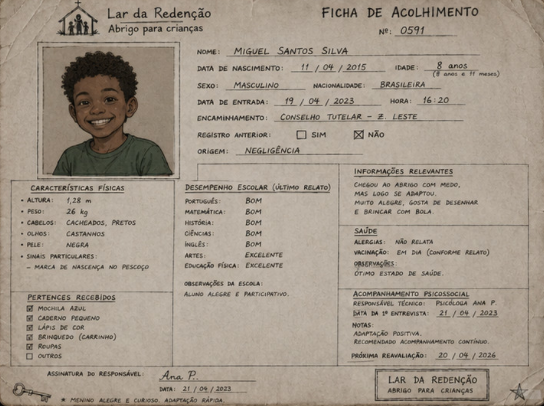 Lar da Redenção
Abrigo para crianças
FICHA DE ACOLHIMENTO
Nº: 0591
NOME: MIGUEL SANTOS SILVA
DATA DE NASCIMENTO: 11 / 04 / 2015 IDADE: 8 anos
(8 anos e 11 meses)
SEXO: MASCULINO NACIONALIDADE: BRASILEIRA
DATA DE ENTRADA: 19 / 04 / 2023 HORA: 16:20
ENCAMINHAMENTO: CONSELHO TUTELAR - Z. LESTE
REGISTRO ANTERIOR: ☐ SIM ☒ NÃO
ORIGEM: NEGLIGÊNCIA
CARACTERÍSTICAS FÍSICAS
• ALTURA: 1,28 m
• PESO: 26 kg
• CABELOS: CACHEADOS, PRETOS
• OLHOS: CASTANHOS
• PELE: NEGRA
• SINAIS PARTICULARES:
– MARCA DE NASCENÇA NO PESCOÇO
PERTENCES RECEBIDOS
☑ MOCHILA AZUL
☑ CADERNO PEQUENO
☑ LÁPIS DE COR
☑ BRINQUEDO (CARRINHO)
☑ ROUPAS
☐ OUTROS
DESEMPENHO ESCOLAR (ÚLTIMO RELATO)
PORTUGUÊS: BOM
MATEMÁTICA: BOM
HISTÓRIA: BOM
CIÊNCIAS: BOM
INGLÊS: BOM
ARTES: EXCELENTE
EDUCAÇÃO FÍSICA: EXCELENTE
OBSERVAÇÕES DA ESCOLA:
ALUNO ALEGRE E PARTICIPATIVO.
INFORMAÇÕES RELEVANTES
CHEGOU AO ABRIGO COM MEDO,
MAS LOGO SE ADAPTOU.
MUITO ALEGRE, GOSTA DE DESENHAR
E BRINCAR COM BOLA.
SAÚDE
ALERGIAS: NÃO RELATA
VACINAÇÃO: EM DIA (CONFORME RELATO)
OBSERVAÇÕES:
ÓTIMO ESTADO DE SAÚDE.
ACOMPANHAMENTO PSICOSSOCIAL
RESPONSÁVEL TÉCNICO: PSICÓLOGA ANA P.
DATA DA 1ª ENTREVISTA: 21 / 04 / 2023
NOTAS:
ADAPTAÇÃO POSITIVA.
RECOMENDADO ACOMPANHAMENTO CONTÍNUO.
PRÓXIMA REAVALIAÇÃO: 20 / 04 / 2026
ASSINATURA DO RESPONSÁVEL: Ana P.
DATA: 21 / 04 / 2023
* MENINO ALEGRE E CURIOSO. ADAPTAÇÃO RÁPIDA.
LAR DA REDENÇÃO
ABRIGO PARA CRIANÇAS